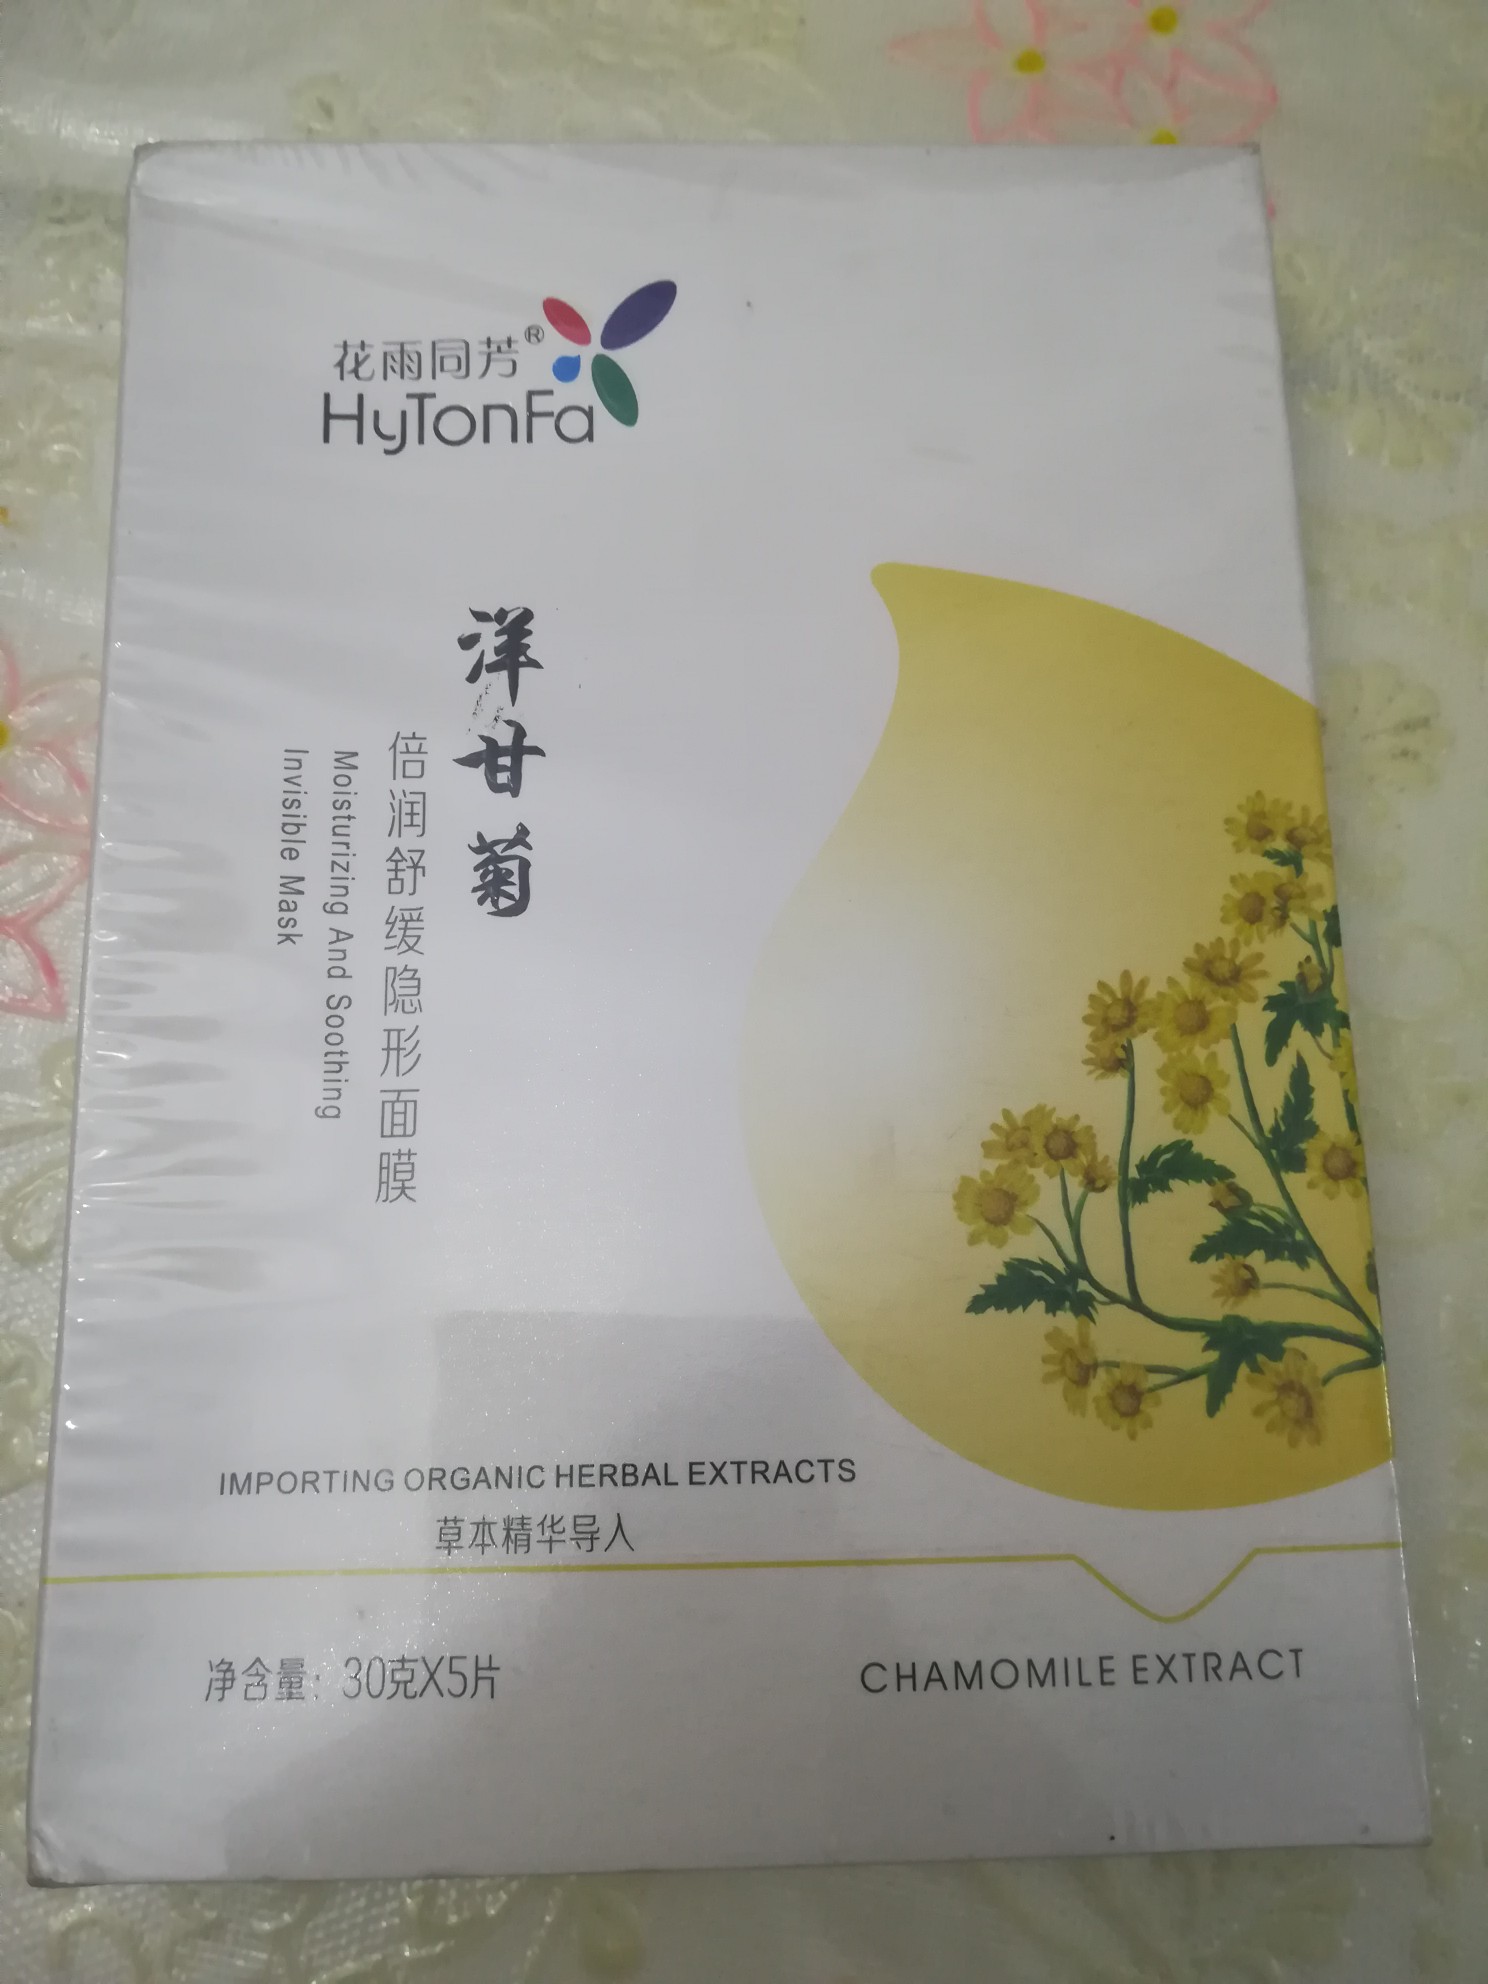 花雨同芳®
HyTonFa
洋甘菊
倍润舒缓隐形面膜
Moisturizing And Soothing
Invisible Mask
IMPORTING ORGANIC HERBAL EXTRACTS
草本精华导入
净含量：30克X5片
CHAMOMILE EXTRACT